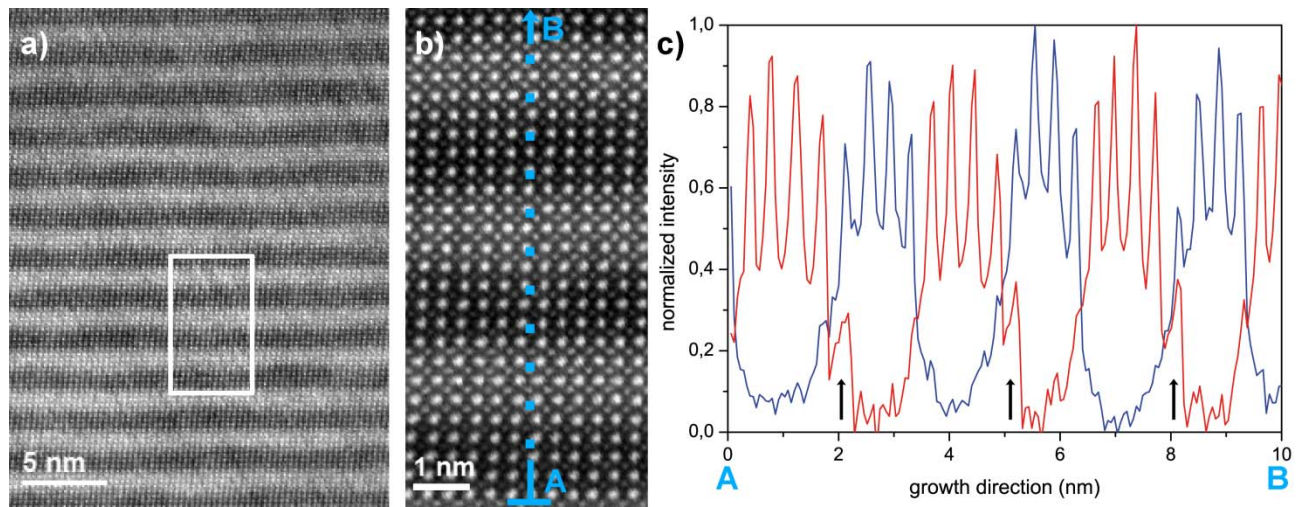 a)
5 nm
b)
B
A
1 nm
c)
normalized intensity
1,0
0,8
0,6
0,4
0,2
0,0
0
2
4
6
8
10
A
growth direction (nm)
B